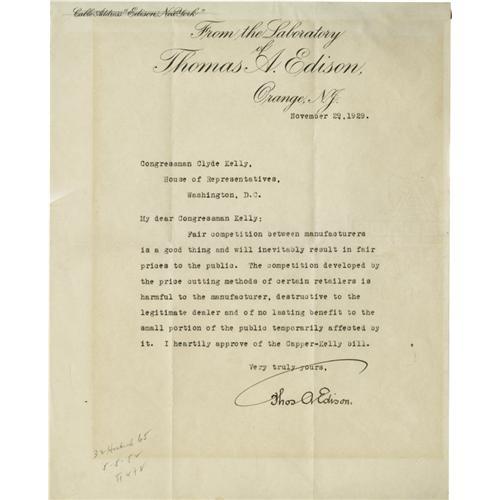 Cable Address "Edison, New York"
From the Laboratory
of
Thomas A. Edison,
Orange, N.J.
November 29, 1929.
Congressman Clyde Kelly,
House of Representatives,
Washington, D.C.
My dear Congressman Kelly:
Fair competition between manufacturers
is a good thing and will inevitably result in fair
prices to the public. The competition developed by
the price cutting methods of certain retailers is
harmful to the manufacturer, destructive to the
legitimate dealer and of no lasting benefit to the
small portion of the public temporarily affected by
it. I heartily approve of the Capper-Kelly bill.
Very truly yours,
Thos A Edison.
65